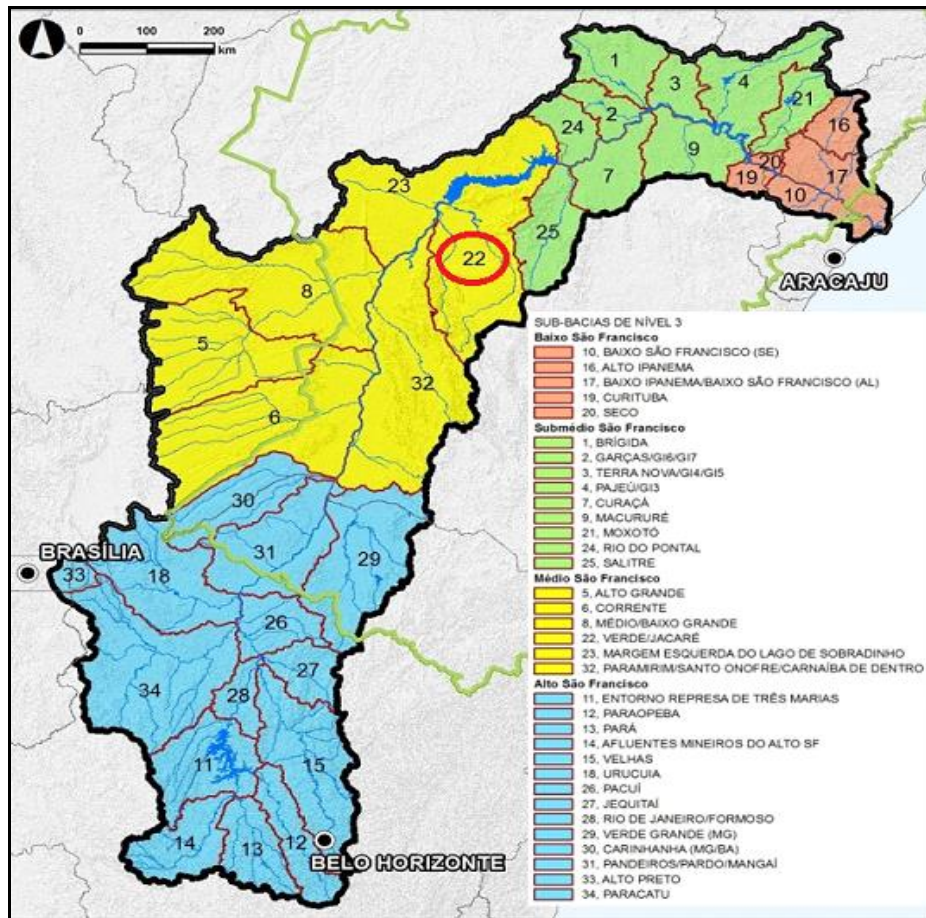 0 100 200
km
1
3
4
21
2
24
16
9
20
7
17
19
10
23
25
22
ARACAJU
8
5
32
6
30
BRASÍLIA
31
29
33
18
26
27
34
28
11
15
14
13
12
BELO HORIZONTE
SUB-BACIAS DE NÍVEL 3
Baixo São Francisco
10, BAIXO SÃO FRANCISCO (SE)
16, ALTO IPANEMA
17, BAIXO IPANEMA/BAIXO SÃO FRANCISCO (AL)
19, CURITUBA
20, SECO
Submédio São Francisco
1, BRÍGIDA
2, GARÇAS/GI6/GI7
3, TERRA NOVA/GI4/GI5
4, PAJEÚ/GI3
7, CURAÇÁ
9, MACURURÉ
21, MOXOTÓ
24, RIO DO PONTAL
25, SALITRE
Médio São Francisco
5, ALTO GRANDE
6, CORRENTE
8, MÉDIO/BAIXO GRANDE
22, VERDE/JACARÉ
23, MARGEM ESQUERDA DO LAGO DE SOBRADINHO
32, PARAMIRIM/SANTO ONOFRE/CARNAÍBA DE DENTRO
Alto São Francisco
11, ENTORNO REPRESA DE TRÊS MARIAS
12, PARAOPEBA
13, PARÁ
14, AFLUENTES MINEIROS DO ALTO SF
15, VELHAS
18, URUCUIA
26, PACUÍ
27, JEQUITAÍ
28, RIO DE JANEIRO/FORMOSO
29, VERDE GRANDE (MG)
30, CARINHANHA (MG/BA)
31, PANDEIROS/PARDO/MANGAÍ
33, ALTO PRETO
34, PARACATU